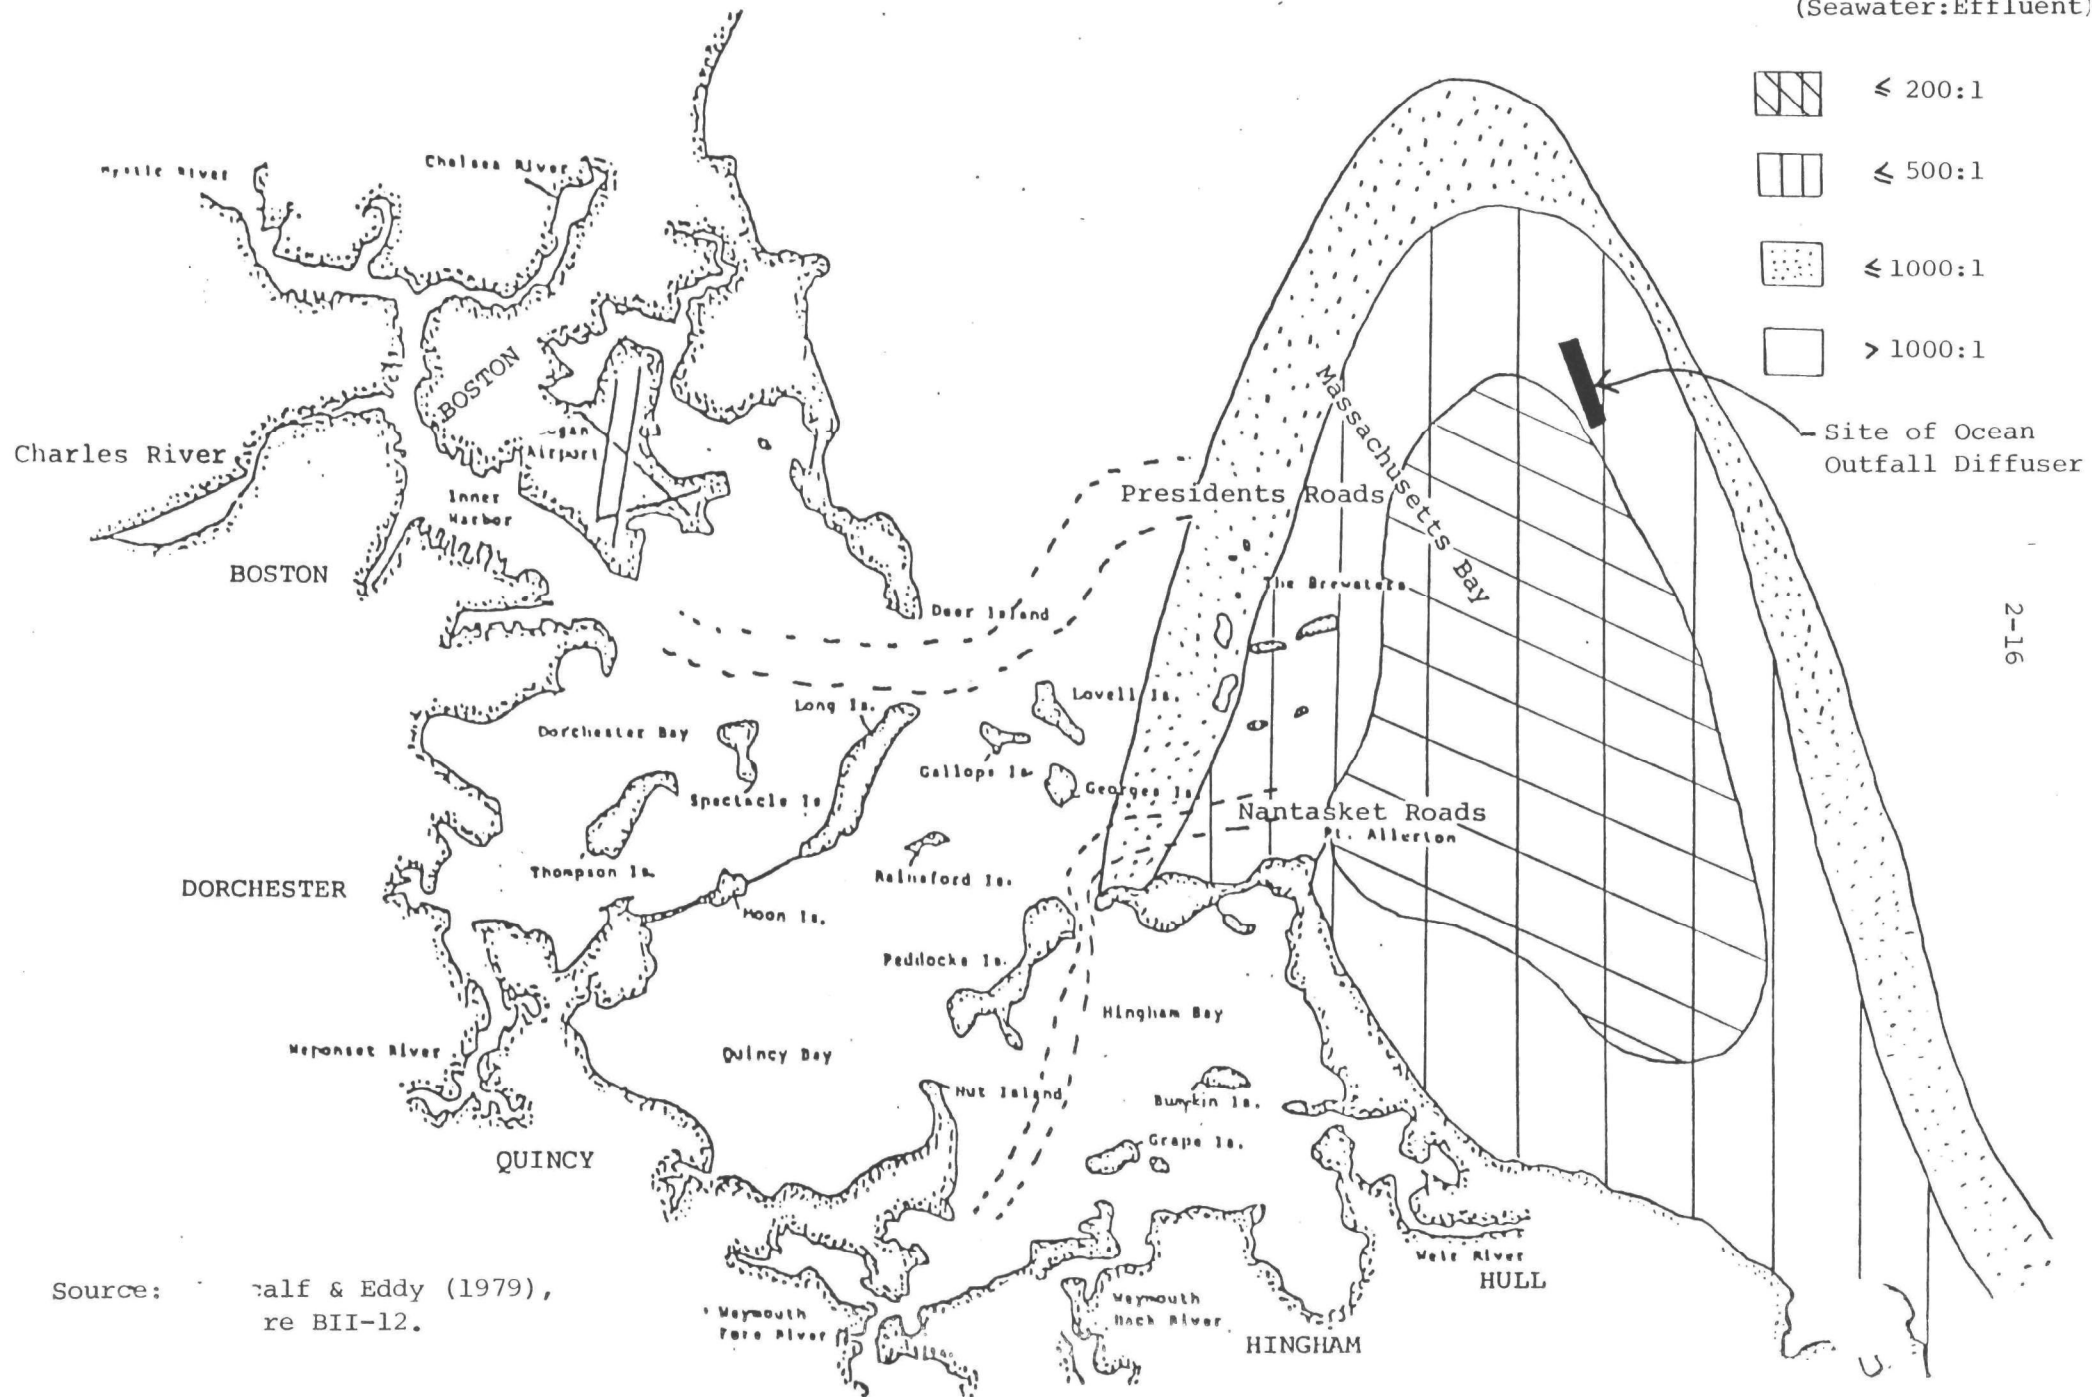 (Seawater:Effluent)
≤ 200:1
≤ 500:1
≤ 1000:1
> 1000:1
Site of Ocean
Outfall Diffuser
2-16
Mystic River
Chelsea River
BOSTON
Airport
Charles River
Inner
Harbor
BOSTON
Presidents Roads
Massachusetts Bay
The Brewsters
Deer Island
Long Is.
Lovell Is.
Dorchester Bay
Gallops Is.
Spectacle Is
Georges Is.
Nantasket Roads
Pt. Allerton
Thompson Is.
Rainsford Is.
DORCHESTER
Moon Is.
Peddocks Is.
Hingham Bay
Neponset River
Quincy Bay
Nut Island
Bumpkin Is.
Grape Is.
QUINCY
Weir River
HULL
Source: alf & Eddy (1979),
re BII-12.
Weymouth
Fore River
Weymouth
Back River
HINGHAM